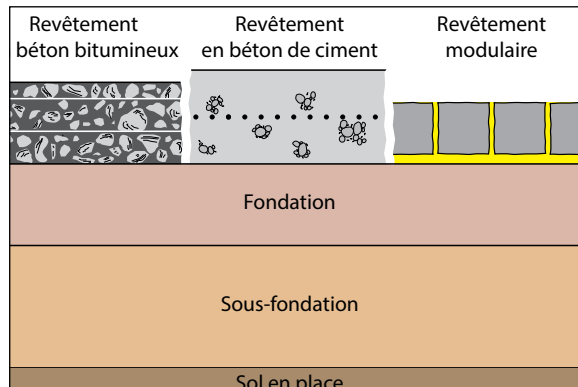 Revêtement
béton bitumineux
Revêtement
en béton de ciment
Revêtement
modulaire
Fondation
Sous-fondation
Sol en place